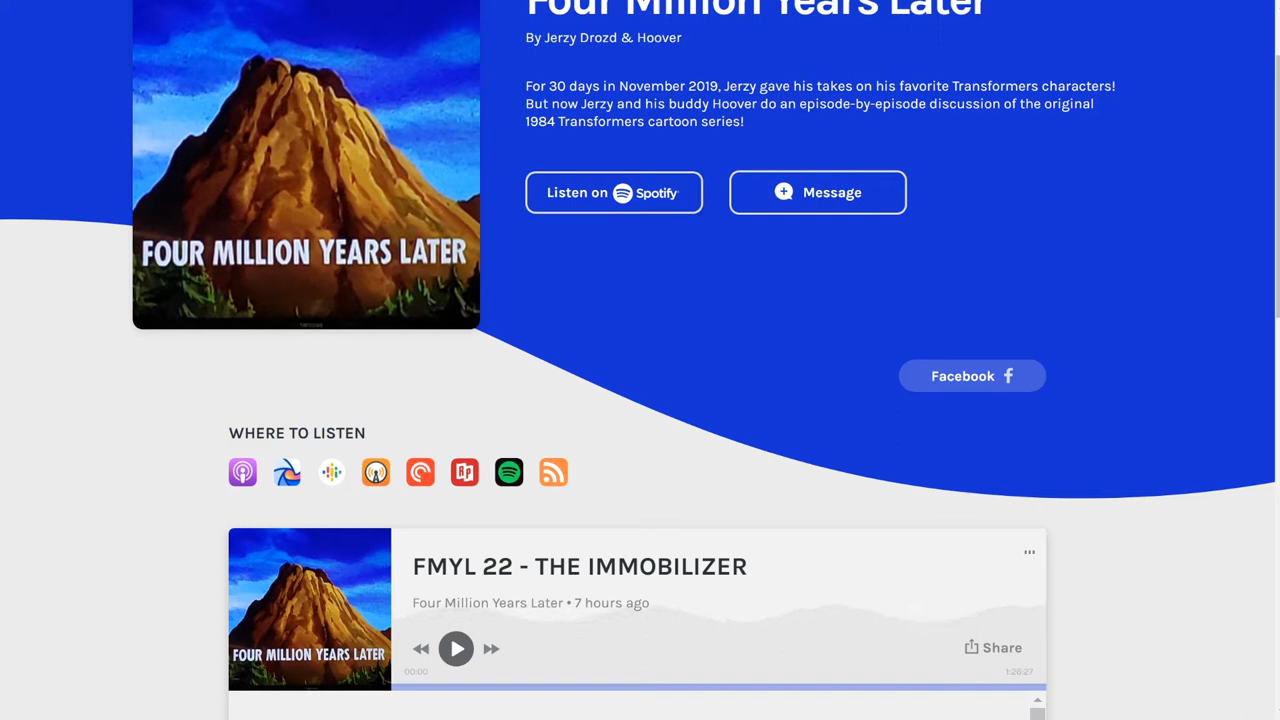 Four Million Years Later
By Jerzy Drozd & Hoover
For 30 days in November 2019, Jerzy gave his takes on his favorite Transformers characters!
But now Jerzy and his buddy Hoover do an episode-by-episode discussion of the original
1984 Transformers cartoon series!
Listen on Spotify
Message
FOUR MILLION YEARS LATER
Facebook
WHERE TO LISTEN
FMYL 22 - THE IMMOBILIZER
Four Million Years Later • 7 hours ago
FOUR MILLION YEARS LATER
Share
00:00
1:26:27